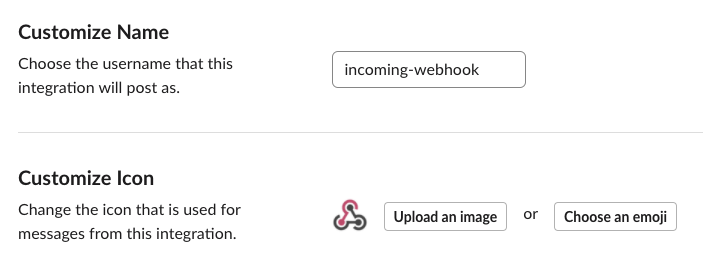 Customize Name
Choose the username that this
integration will post as.
incoming-webhook
Customize Icon
Change the icon that is used for
messages from this integration.
Upload an image or Choose an emoji